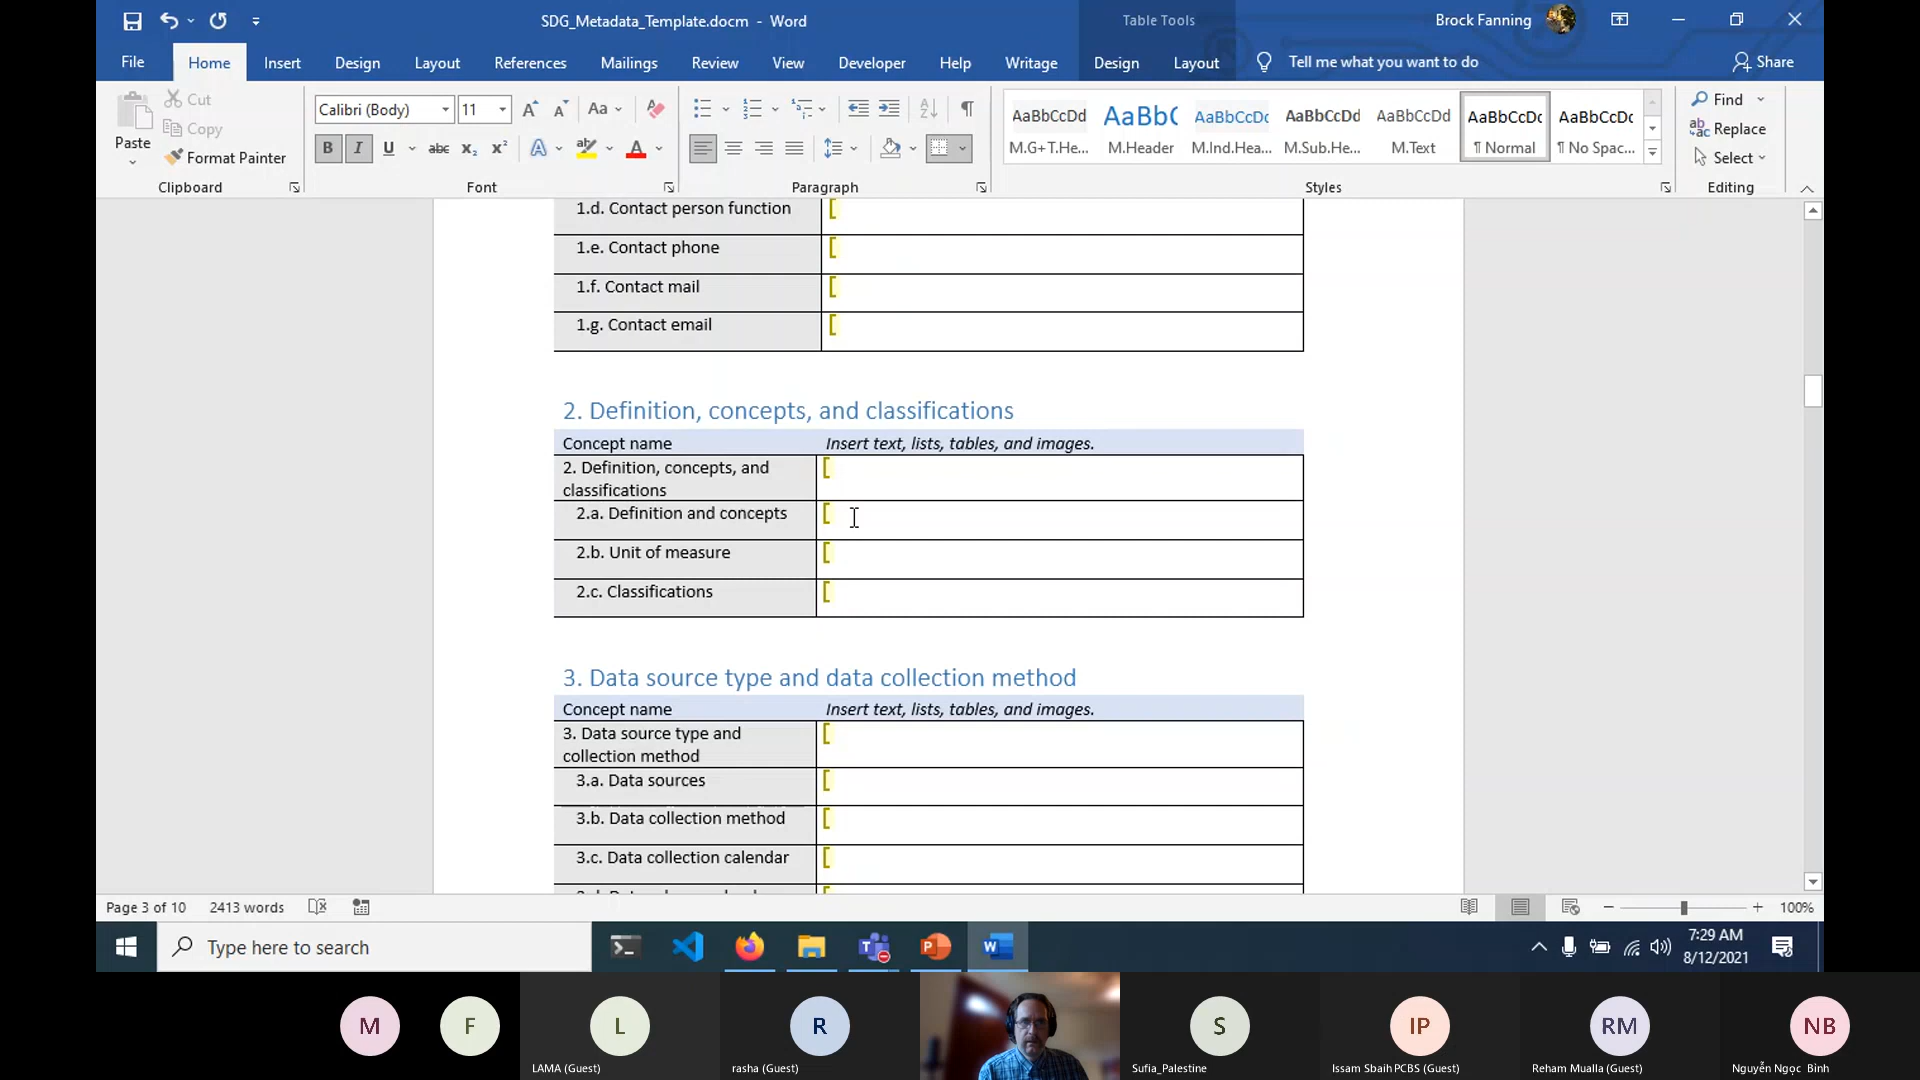 SDG_Metadata_Template.docm - Word
Table Tools
Brock Fanning
File
Home
Insert
Design
Layout
References
Mailings
Review
View
Developer
Help
Writage
Design
Layout
Tell me what you want to do
Share
Paste
Cut
Copy
Format Painter
Clipboard
Calibri (Body)
11
Font
Paragraph
AaBbCcDd
M.G+T.He...
AaBbC
M.Header
AaBbCcDc
M.Ind.Hea...
AaBbCcDd
M.Sub.He...
AaBbCcDd
M.Text
AaBbCcDc
¶ Normal
AaBbCcDc
¶ No Spac...
Styles
Find
Replace
Select
Editing
1.d. Contact person function [
1.e. Contact phone [
1.f. Contact mail [
1.g. Contact email [
2. Definition, concepts, and classifications
Concept name Insert text, lists, tables, and images.
2. Definition, concepts, and [
classifications
2.a. Definition and concepts [
2.b. Unit of measure [
2.c. Classifications [
3. Data source type and data collection method
Concept name Insert text, lists, tables, and images.
3. Data source type and [
collection method
3.a. Data sources [
3.b. Data collection method [
3.c. Data collection calendar [
Page 3 of 10
2413 words
100%
Type here to search
7:29 AM
8/12/2021
M
F
L
LAMA (Guest)
R
rasha (Guest)
S
Sufia_Palestine
IP
Issam Sbaih PCBS (Guest)
RM
Reham Mualla (Guest)
NB
Nguyễn Ngọc Bình